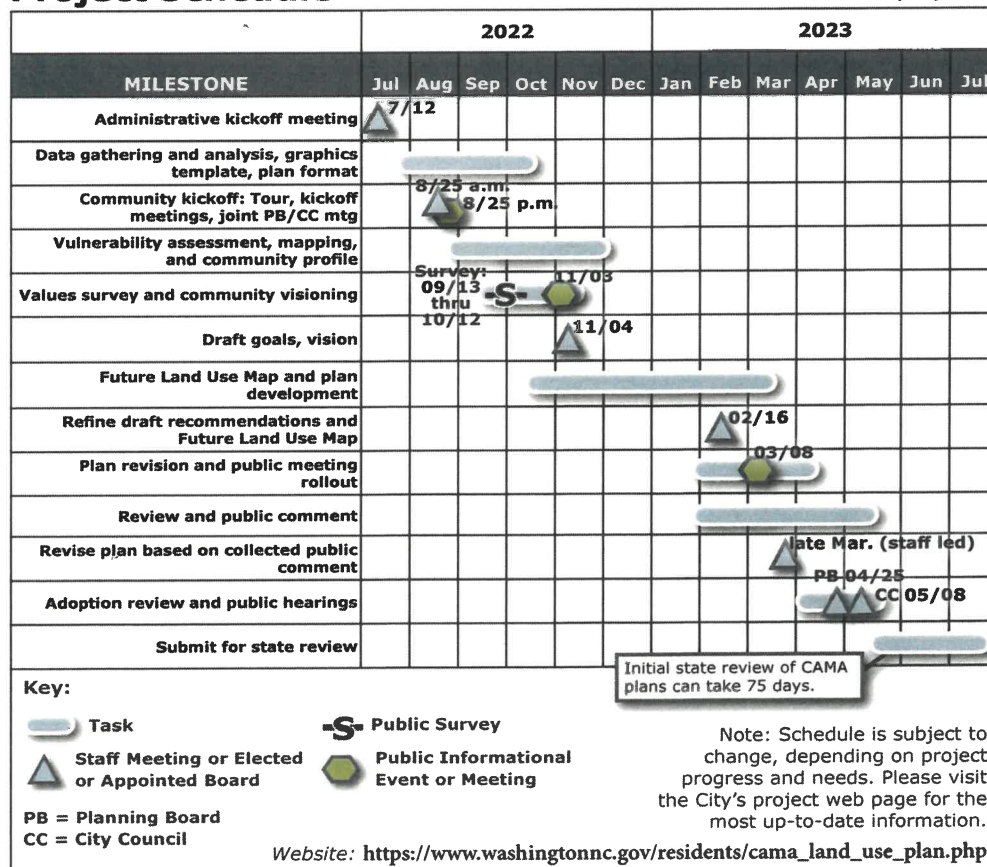 2022 2023
MILESTONE Jul Aug Sep Oct Nov Dec Jan Feb Mar Apr May Jun Jul
Administrative kickoff meeting 7/12
Data gathering and analysis, graphics
template, plan format
Community kickoff: Tour, kickoff
meetings, joint PB/CC mtg
8/25 a.m.
8/25 p.m.
Vulnerability assessment, mapping,
and community profile
Values survey and community visioning
Survey:
09/13
thru
10/12
-S-
11/03
Draft goals, vision 11/04
Future Land Use Map and plan
development
Refine draft recommendations and
Future Land Use Map
02/16
Plan revision and public meeting
rollout
03/08
Review and public comment
Revise plan based on collected public
comment
late Mar. (staff led)
Adoption review and public hearings
PB 04/25
CC 05/08
Submit for state review
Initial state review of CAMA
plans can take 75 days.
Key:
Task
Staff Meeting or Elected
or Appointed Board
-S- Public Survey
Public Informational
Event or Meeting
PB = Planning Board
CC = City Council
Note: Schedule is subject to
change, depending on project
progress and needs. Please visit
the City's project web page for the
most up-to-date information.
Website: https://www.washingtonnc.gov/residents/cama_land_use_plan.php